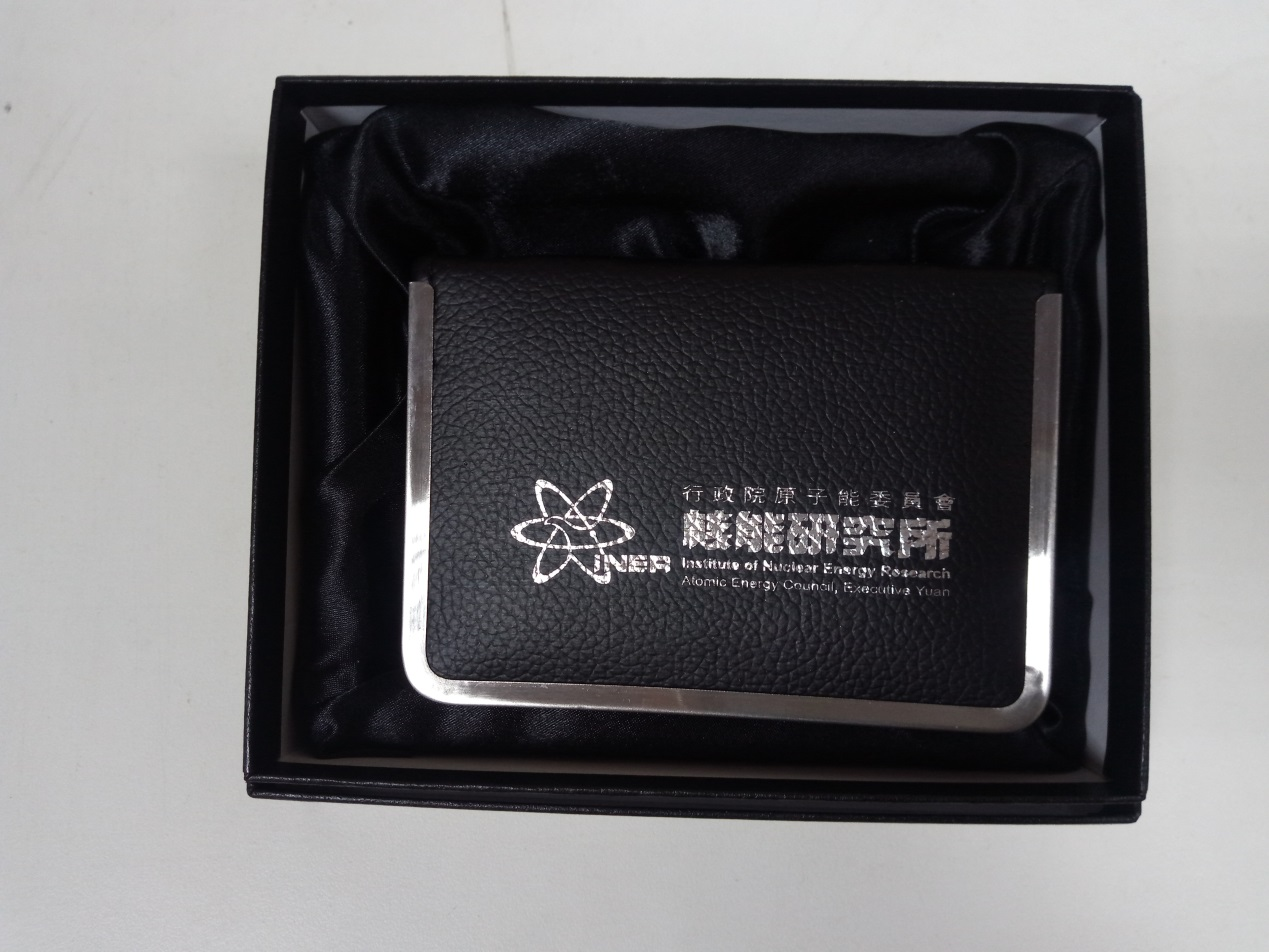 行政院原子能委員會
核能研究所
INER
Institute of Nuclear Energy Research
Atomic Energy Council, Executive Yuan